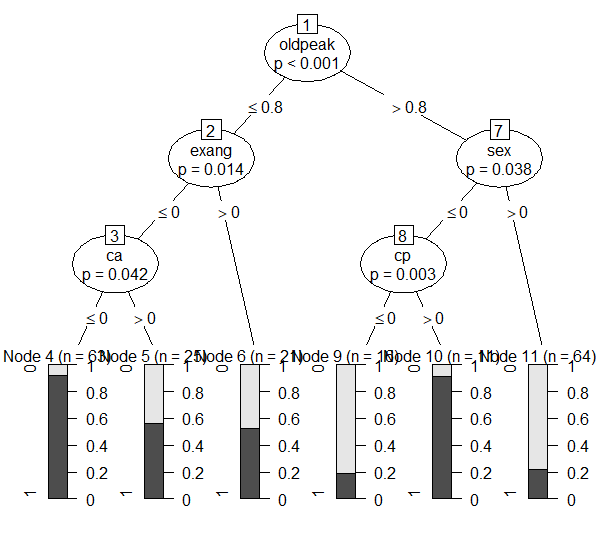 1
oldpeak
p < 0.001
≤ 0.8
> 0.8
2
exang
p = 0.014
7
sex
p = 0.038
≤ 0
> 0
≤ 0
> 0
3
ca
p = 0.042
8
cp
p = 0.003
≤ 0
> 0
≤ 0
> 0
Node 4 (n = 63)
Node 5 (n = 25)
Node 6 (n = 21)
Node 9 (n = 16)
Node 10 (n = 11)
Node 11 (n = 64)
0 1
0 1
0 1
0 1
0 1
0 1
0.8 0.8 0.8 0.8 0.8 0.8
0.6 0.6 0.6 0.6 0.6 0.6
0.4 0.4 0.4 0.4 0.4 0.4
0.2 0.2 0.2 0.2 0.2 0.2
1 0
1 0
1 0
1 0
1 0
1 0